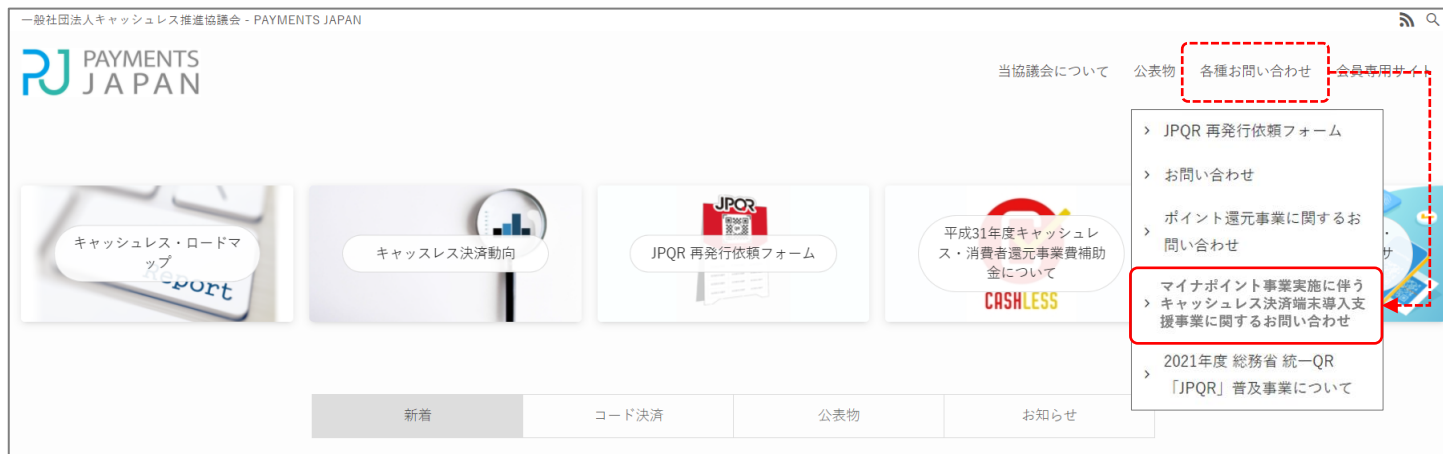 一般社団法人キャッシュレス推進協議会 - PAYMENTS JAPAN
PAYMENTS
JAPAN
当協議会について 公表物 各種お問い合わせ 会員専用サイト
JPQR 再発行依頼フォーム
お問い合わせ
ポイント還元事業に関するお
問い合わせ
マイナポイント事業実施に伴う
キャッシュレス決済端末導入支
援事業に関するお問い合わせ
2021年度 総務省 統一QR
「JPQR」普及事業について
キャッシュレス・ロードマ
ップ
Report
キャッスレス決済動向
JPQR
JPQR 再発行依頼フォーム
平成31年度キャッシュレ
ス・消費者還元事業費補助
金について
CASHLESS
サ
新着 コード決済 公表物 お知らせ